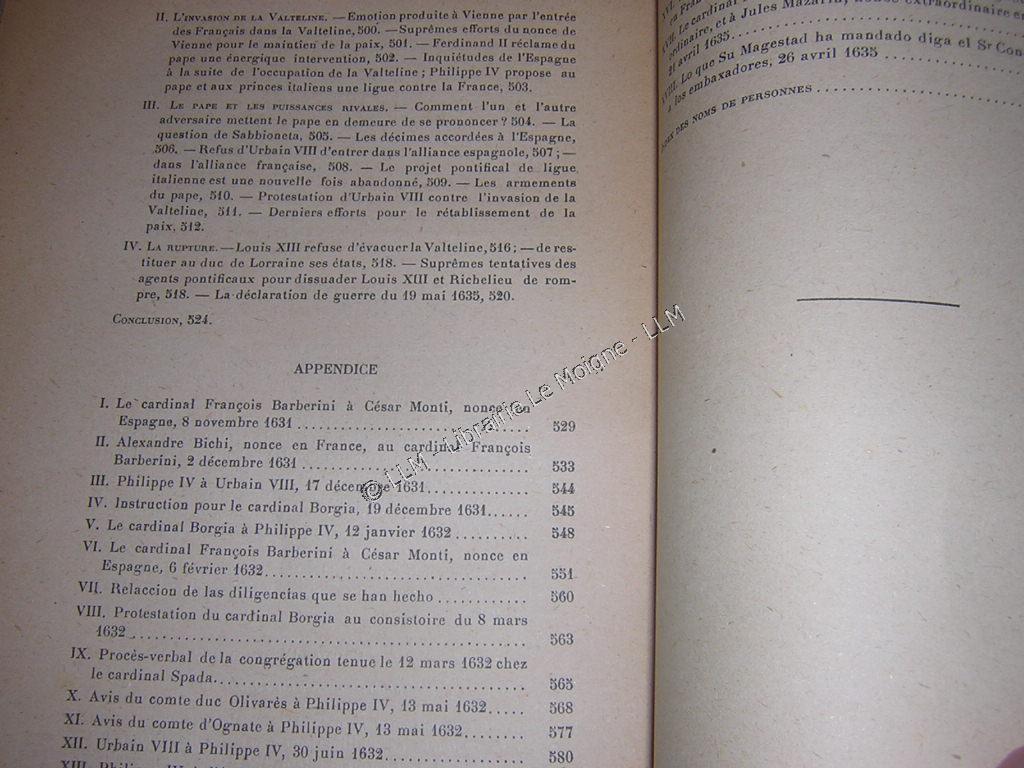 II. L'INVASION DE LA VALTELINE. — Emotion produite à Vienne par l'entrée
des Français dans la Valteline, 500. — Suprêmes efforts du nonce de
Vienne pour le maintien de la paix, 501. — Ferdinand II réclame du
pape une énergique intervention, 502. — Inquiétudes de l'Espagne
à la suite de l'occupation de la Valteline ; Philippe IV propose au
pape et aux princes italiens une ligue contre la France, 503.
III. LE PAPE ET LES PUISSANCES RIVALES. — Comment l'un et l'autre
adversaire mettent le pape en demeure de se prononcer ? 504. — La
question de Sabbioneta, 505. — Les décimes accordées à l'Espagne,
506. — Refus d'Urbain VIII d'entrer dans l'alliance espagnole, 507 ; —
dans l'alliance française, 508. — Le projet pontifical de ligue
italienne est une nouvelle fois abandonné, 509. — Les armements
du pape, 510. — Protestation d'Urbain VIII contre l'invasion de la
Valteline, 511. — Derniers efforts pour le rétablissement de la
paix, 512.
IV. LA RUPTURE. — Louis XIII refuse d'évacuer la Valteline, 516 ; — de res-
tituer au duc de Lorraine ses états, 518. — Suprêmes tentatives des
agents pontificaux pour dissuader Louis XIII et Richelieu de rom-
pre, 518. — La déclaration de guerre du 19 mai 1635, 520.
CONCLUSION, 524.
APPENDICE
I. Le cardinal François Barberini à César Monti, nonce en
Espagne, 8 novembre 1631 .............................. 529
II. Alexandre Bichi, nonce en France, au cardinal François
Barberini, 2 décembre 1631 ............................ 533
III. Philippe IV à Urbain VIII, 17 décembre 1631............. 544
IV. Instruction pour le cardinal Borgia, 19 décembre 1631...... 545
V. Le cardinal Borgia à Philippe IV, 12 janvier 1632 .......... 548
VI. Le cardinal François Barberini à César Monti, nonce en
Espagne, 6 février 1632................................. 551
VII. Relaccion de las diligencias que se han hecho ............ 560
VIII. Protestation du cardinal Borgia au consistoire du 8 mars
1632 .................................................. 563
IX. Procès-verbal de la congrégation tenue le 12 mars 1632 chez
le cardinal Spada....................................... 565
X. Avis du comte duc Olivarès à Philippe IV, 13 mai 1632..... 568
XI. Avis du comte d'Ognate à Philippe IV, 13 mai 1632........ 577
XII. Urbain VIII à Philippe IV, 30 juin 1632.................. 580
XIII.
Le cardinal
ordinaire, et à Jules Mazarin, nonce extraordinaire en
21 avril 1635
Lo que Su Magestad ha mandado diga el Sr Con
a los embaxadores, 26 avril 1635
DES NOMS DE PERSONNES
© LLM - Librairie Le Moigne - LLM